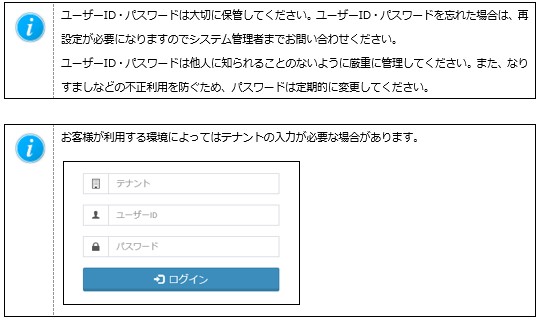 ユーザーID・パスワードは大切に保管してください。ユーザーID・パスワードを忘れた場合は、再
設定が必要になりますのでシステム管理者までお問い合わせください。
ユーザーID・パスワードは他人に知られることのないように厳重に管理してください。また、なり
すましなどの不正利用を防ぐため、パスワードは定期的に変更してください。
お客様が利用する環境によってはテナントの入力が必要な場合があります。
テナント
ユーザーID
パスワード
ログイン